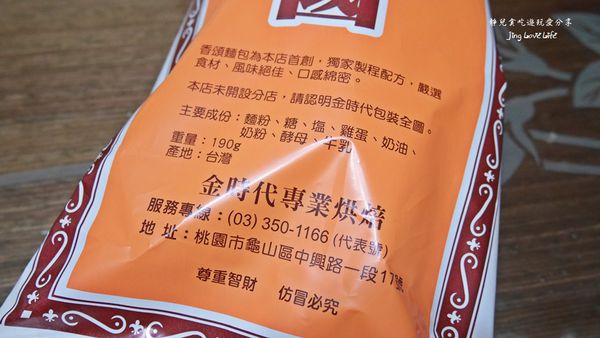 靜兒貪吃遊玩愛分享
Jing Love Life
香頌麵包為本店首創，獨家製程配方，嚴選
食材、風味絕佳、口感綿密。
本店未開設分店，請認明金時代包裝全圖。
主要成份：麵粉、糖、塩、雞蛋、奶油、
奶粉、酵母、牛乳
重量：190g
產地：台灣
金時代專業烘焙
服務專線：(03) 350-1166 (代表號)
地 址：桃園市龜山區中興路一段17號
尊重智財 仿冒必究